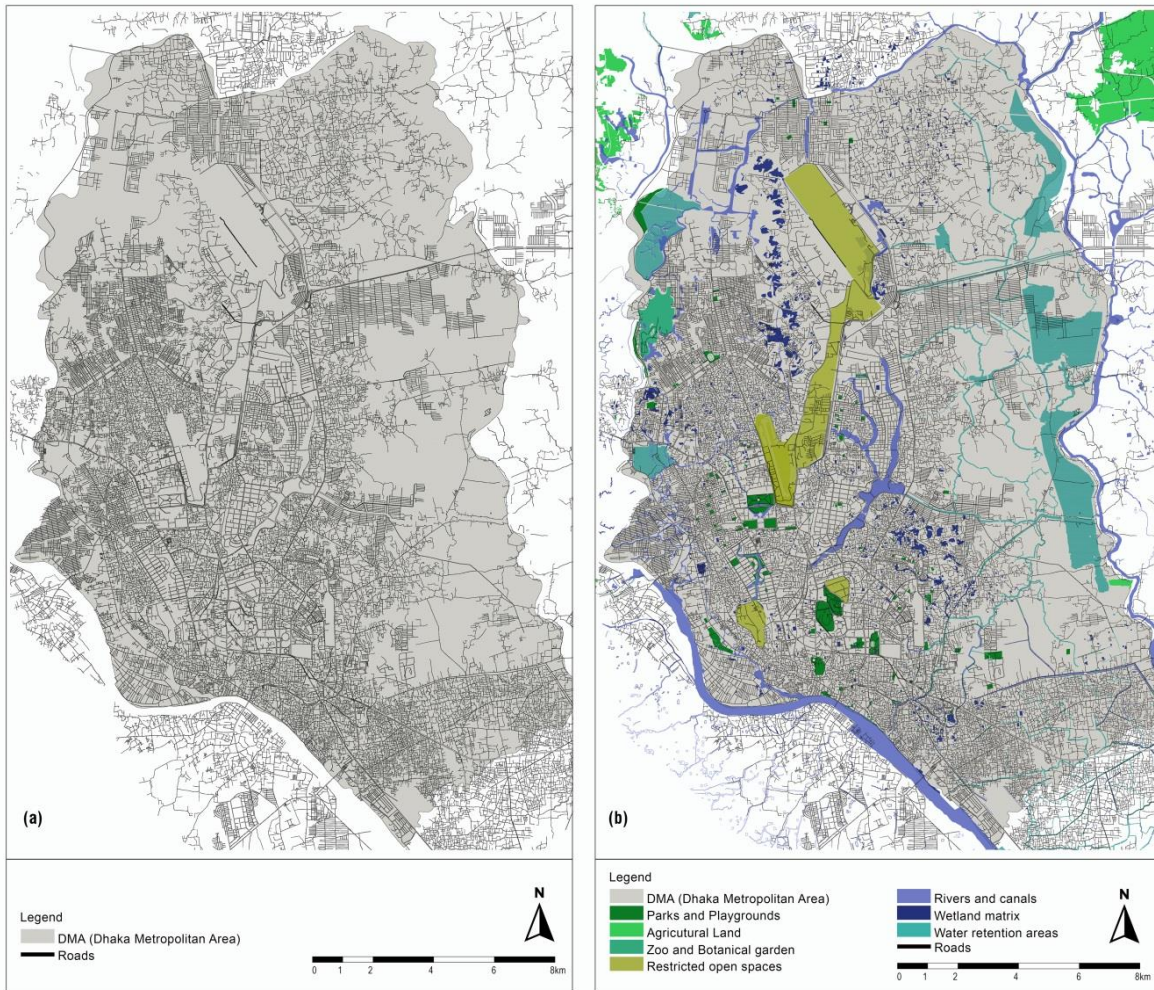 (a)
Legend
DMA (Dhaka Metropolitan Area)
Roads
N
0 1 2 4 6 8km
(b)
Legend
DMA (Dhaka Metropolitan Area)
Parks and Playgrounds
Agricutural Land
Zoo and Botanical garden
Restricted open spaces
Rivers and canals
Wetland matrix
Water retention areas
Roads
N
0 1 2 4 6 8km